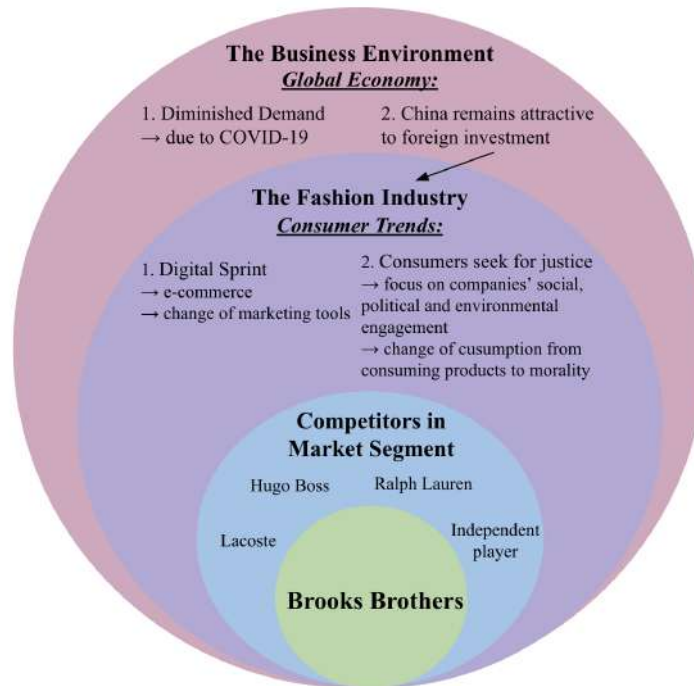 The Business Environment
Global Economy:
1. Diminished Demand
→ due to COVID-19
2. China remains attractive
to foreign investment
The Fashion Industry
Consumer Trends:
1. Digital Sprint
→ e-commerce
→ change of marketing tools
2. Consumers seek for justice
→ focus on companies' social,
political and environmental
engagement
→ change of cusumption from
consuming products to morality
Competitors in
Market Segment
Hugo Boss
Ralph Lauren
Lacoste
Independent
player
Brooks Brothers